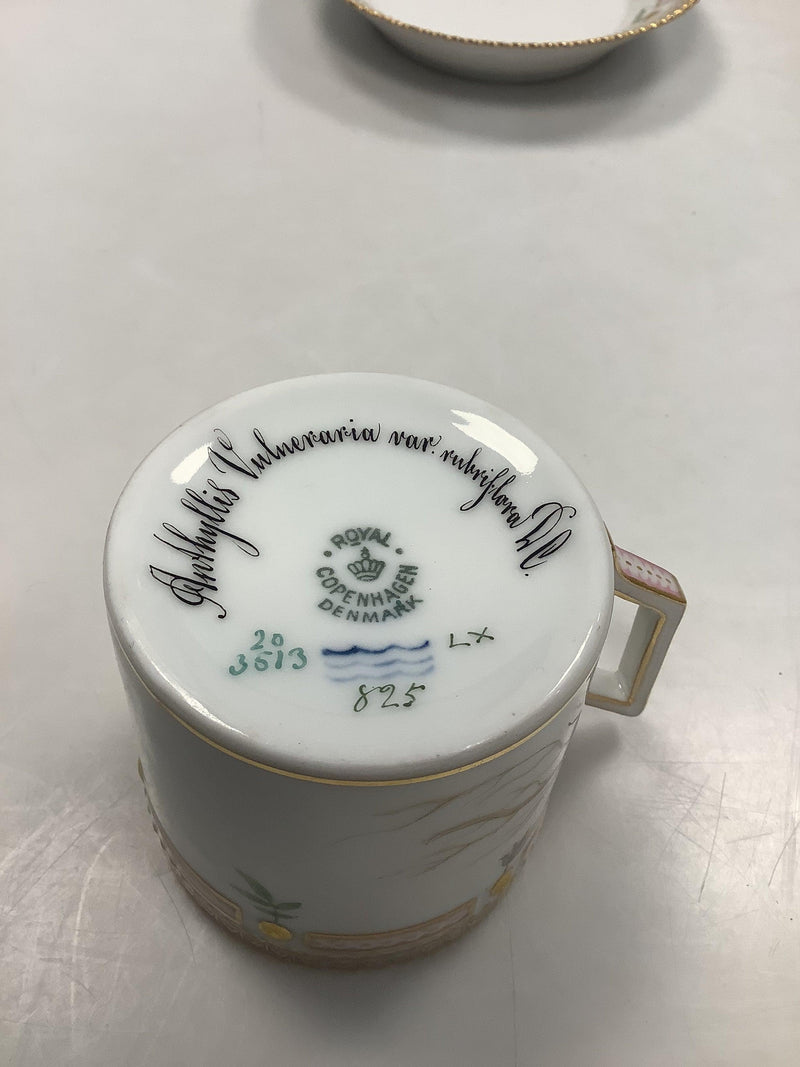 Anthyllis Vulneraria var. rubriflora DC.
ROYAL
COPENHAGEN
DENMARK
20
3513
LX
825